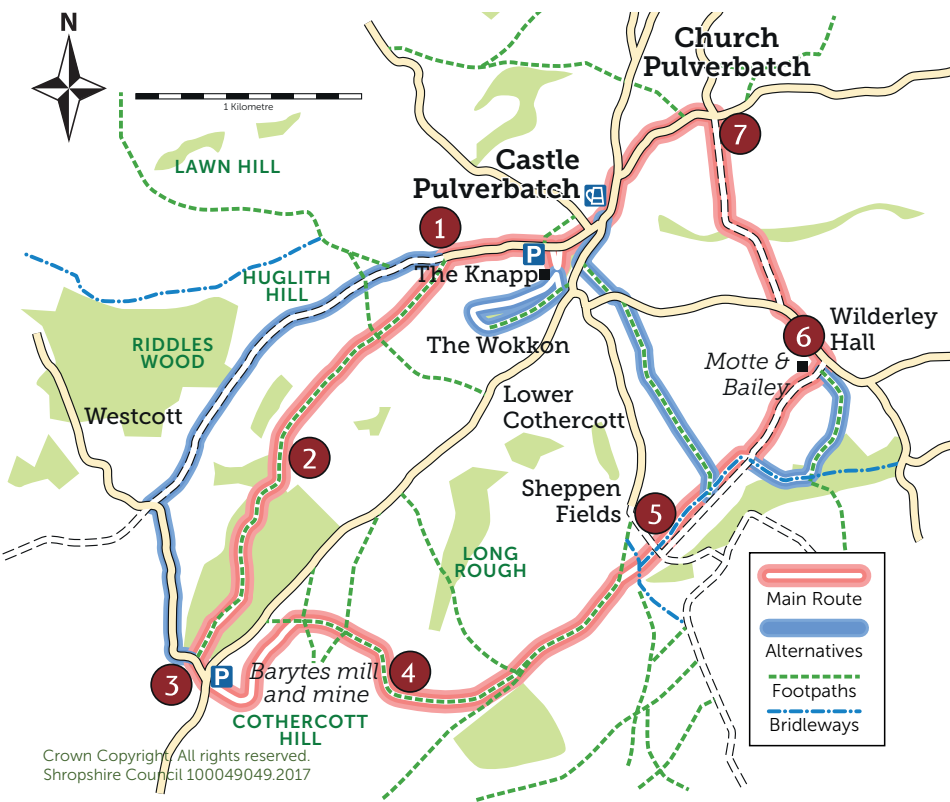 N
1 Kilometre
Church
Pulverbatch
7
LAWN HILL
Castle
Pulverbatch
1
P
The Knapp
HUGLITH
HILL
The Wokkon
6
Wilderley
Hall
RIDDLES
WOOD
Motte &
Bailey
Westcott
Lower
Cothercott
2
Sheppen
Fields
5
LONG
ROUGH
3
P
Barytes mill
and mine
4
COTHERCOTT
HILL
Main Route
Alternatives
Footpaths
Bridleways
Crown Copyright. All rights reserved.
Shropshire Council 100049049.2017